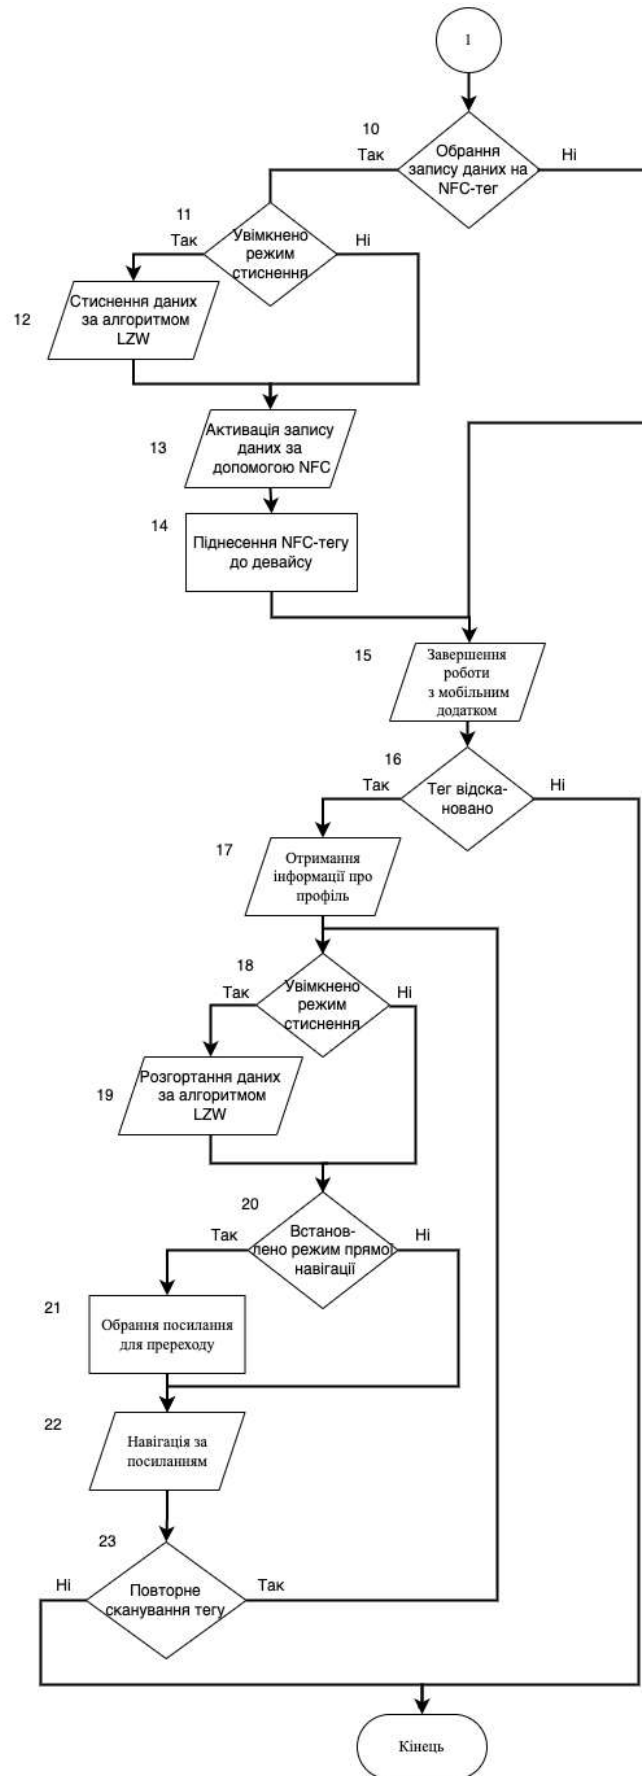 1
10
Так
Ні
Обрання
запису даних на
NFC-тег
11
Так
Ні
Увімкнено
режим
стиснення
12
Стиснення даних
за алгоритмом
LZW
13
Активація запису
даних за
допомогою NFC
14
Піднесення NFC-тегу
до девайсу
15
Завершення
роботи
з мобільним
додатком
16
Так
Ні
Тег відска-
новано
17
Отримання
інформації про
профіль
18
Так
Ні
Увімкнено
режим
стиснення
19
Розгортання даних
за алгоритмом
LZW
20
Так
Ні
Встанов-
лено режим прямої
навігації
21
Обрання посилання
для пререходу
22
Навігація за
посиланням
23
Ні
Так
Повторне
сканування тегу
Кінець